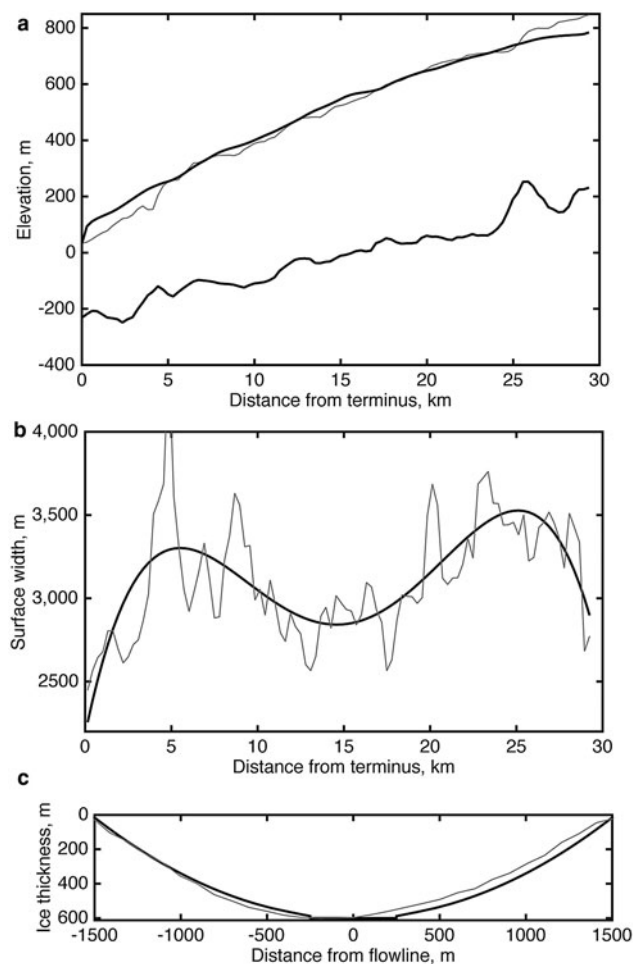 a
800
600
400
200
0
-200
-400
Elevation, m
0 5 10 15 20 25 30
Distance from terminus, km
b
4,000
3,500
3,000
2500
Surface width, m
0 5 10 15 20 25 30
Distance from terminus, km
c
0
200
400
600
Ice thickness, m
-1500 -1000 -500 0 500 1000 1500
Distance from flowline, m